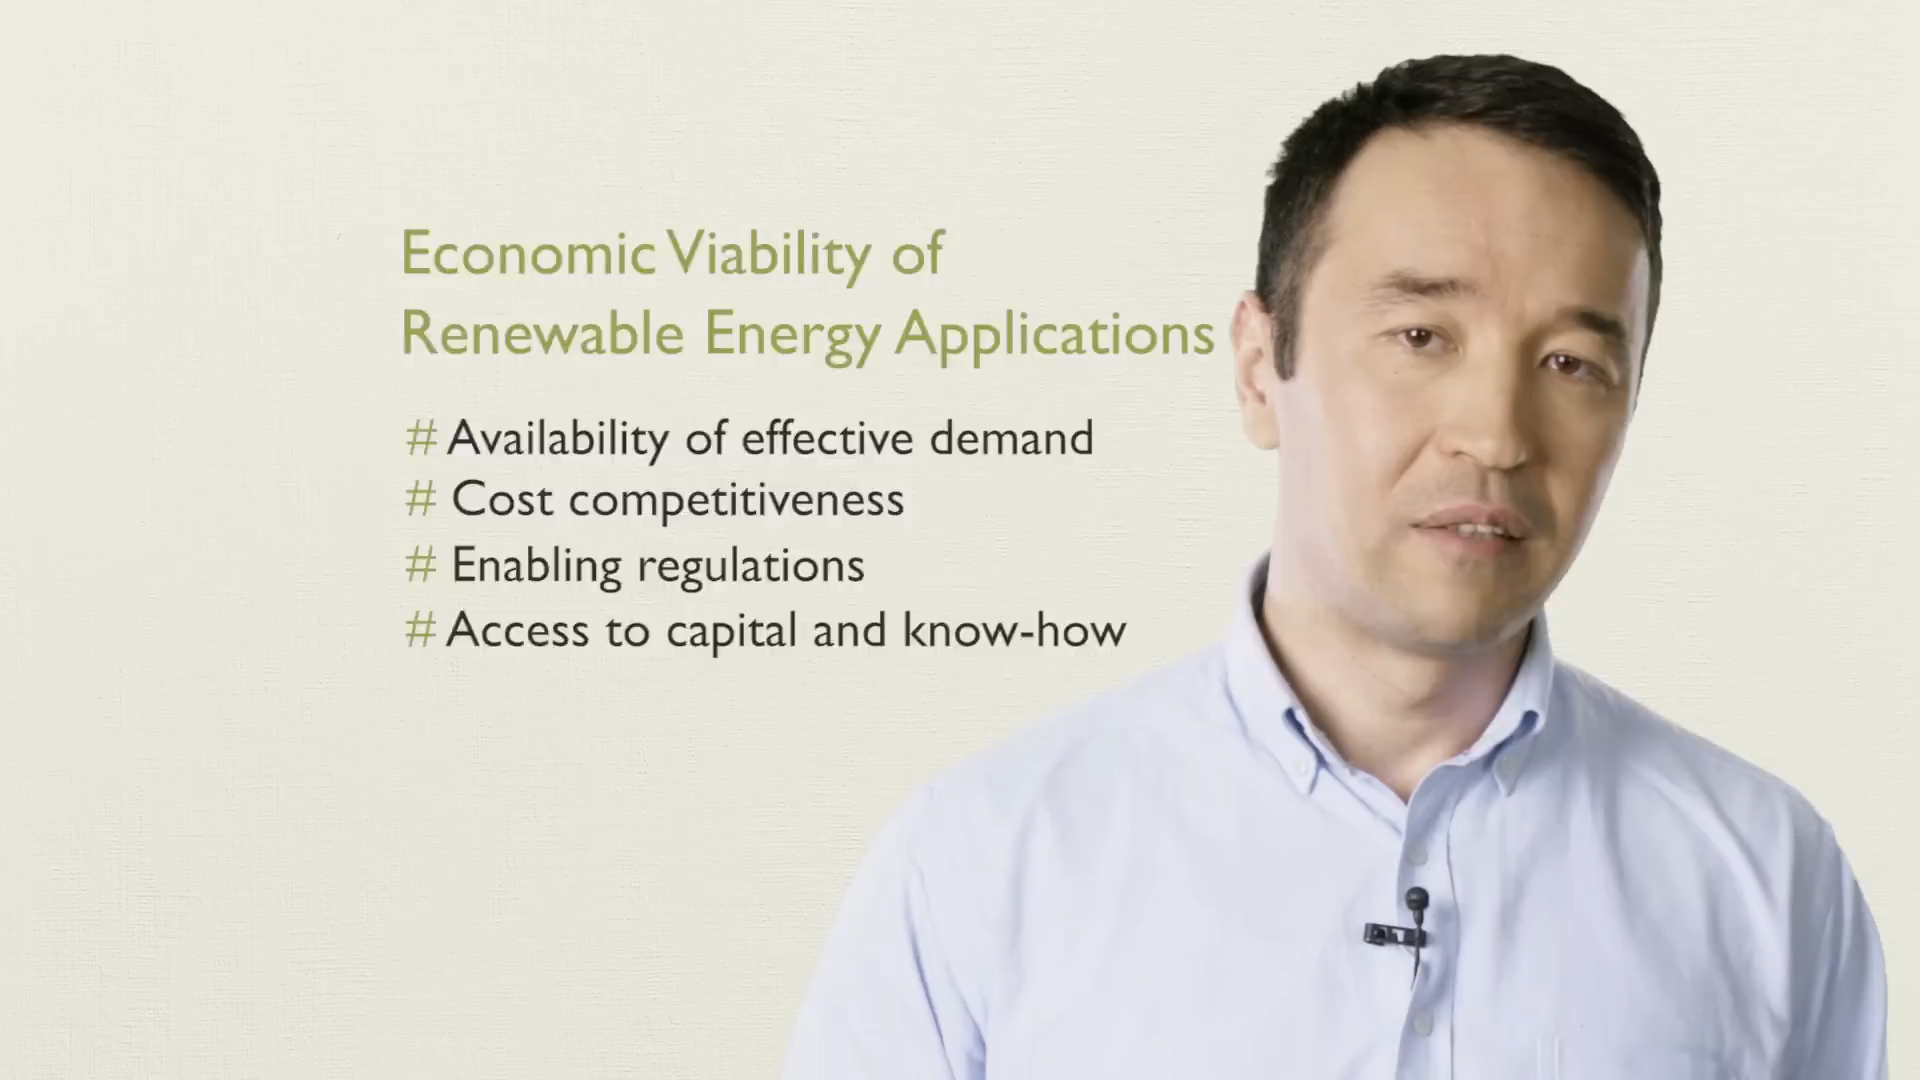 Economic Viability of
Renewable Energy Applications
# Availability of effective demand
# Cost competitiveness
# Enabling regulations
# Access to capital and know-how